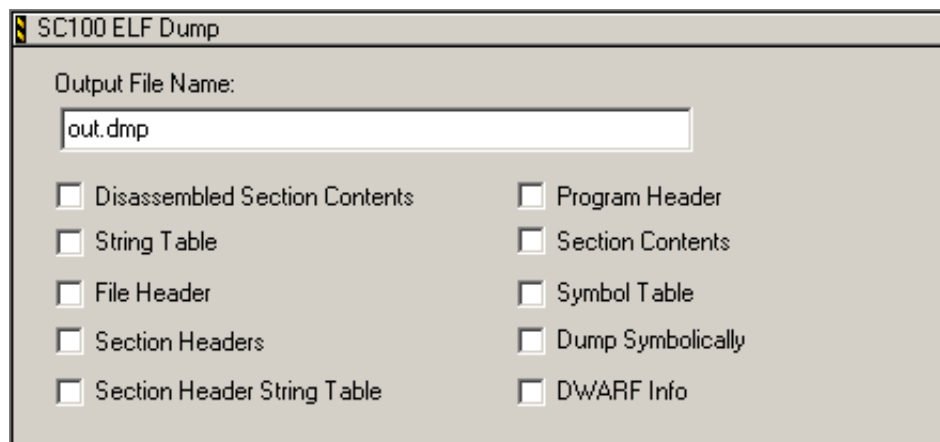 SC100 ELF Dump
Output File Name:
out.dmp
Disassembled Section Contents
Program Header
String Table
Section Contents
File Header
Symbol Table
Section Headers
Dump Symbolically
Section Header String Table
DWARF Info